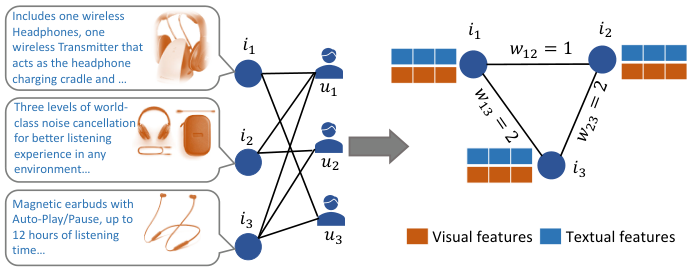 Includes one wireless
Headphones, one
wireless Transmitter that
acts as the headphone
charging cradle and ...
Three levels of world-
class noise cancellation
for better listening
experience in any
environment...
Magnetic earbuds with
Auto-Play/Pause, up to
12 hours of listening
time...
i₁
i₂
i₃
u₁
u₂
u₃
i₁
i₂
w₁₂ = 1
w₁₃ = 2
w₂₃ = 2
i₃
Visual features
Textual features